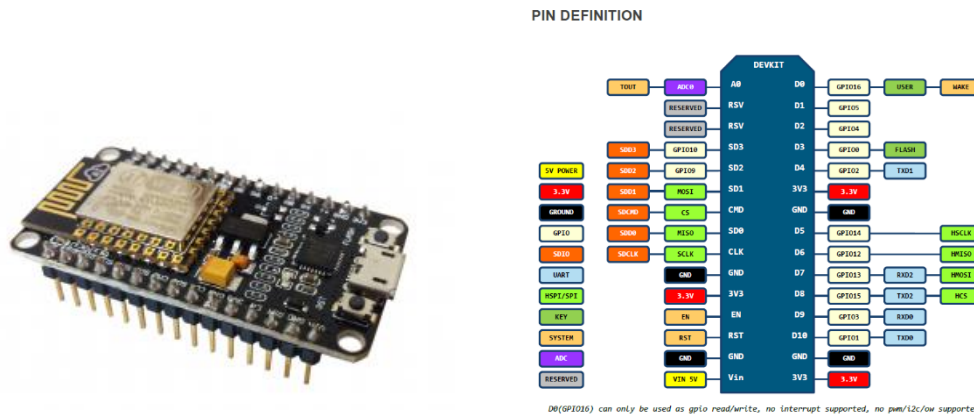 PIN DEFINITION
DEVKIT
TOUT ADC0 A0 D0 GPIO16 USER WAKE
RESERVED RSV D1 GPIO5
RESERVED RSV D2 GPIO4
SDD3 GPIO10 SD3 D3 GPIO0 FLASH
5V POWER SDD2 GPIO9 SD2 D4 GPIO2 TXD1
3.3V SDD1 MOSI SD1 3V3 3.3V
GROUND SDCMD CS CMD GND GND
GPIO SDD0 MISO SD0 D5 GPIO14 HSCLK
SDIO SDCLK SCLK CLK D6 GPIO12 HMISO
UART GND GND D7 GPIO13 RXD2 HMOSI
HSPI/SPI 3.3V 3V3 D8 GPIO15 TXD2 HCS
KEY EN EN D9 GPIO3 RXD0
SYSTEM RST RST D10 GPIO1 TXD0
ADC GND GND GND GND
RESERVED VIN 5V Vin 3V3 3.3V
D0(GPIO16) can only be used as gpio read/write, no interrupt supported, no pwm/i2c/ow supporte